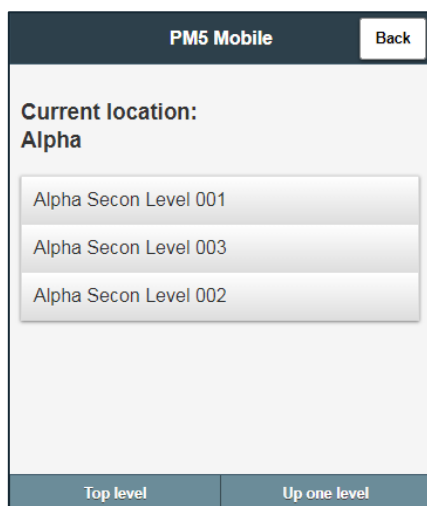 PM5 Mobile
Back
Current location:
Alpha
Alpha Secon Level 001
Alpha Secon Level 003
Alpha Secon Level 002
Top level
Up one level